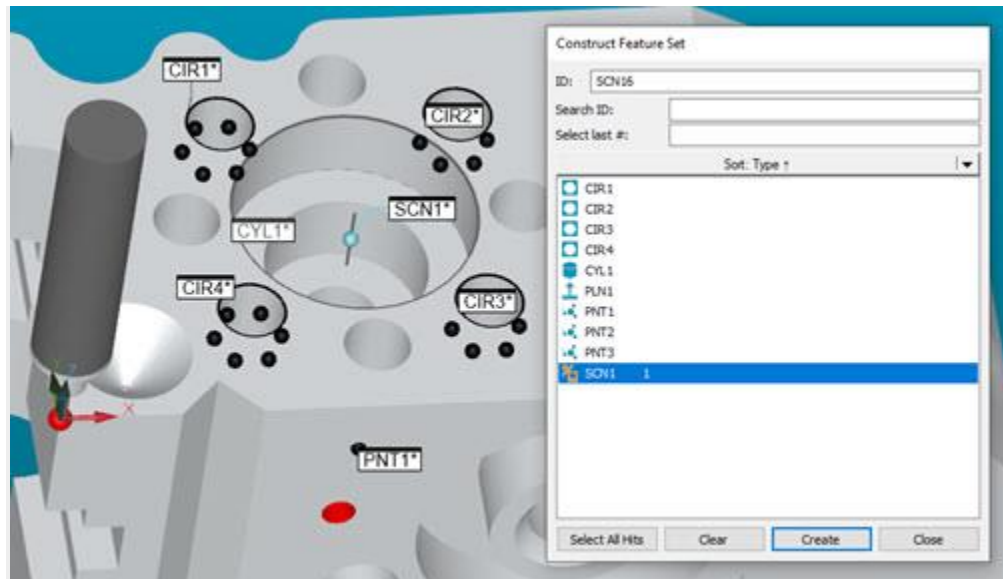 CIR1*
CIR2*
SCN1*
CYL1*
CIR4*
CIR3*
X
PNT1*
Construct Feature Set
ID: SCN16
Search ID:
Select last #:
Sort: Type ↑
CIR1
CIR2
CIR3
CIR4
CYL1
PLN1
PNT1
PNT2
PNT3
SCN1 1
Select All Hits Clear Create Close